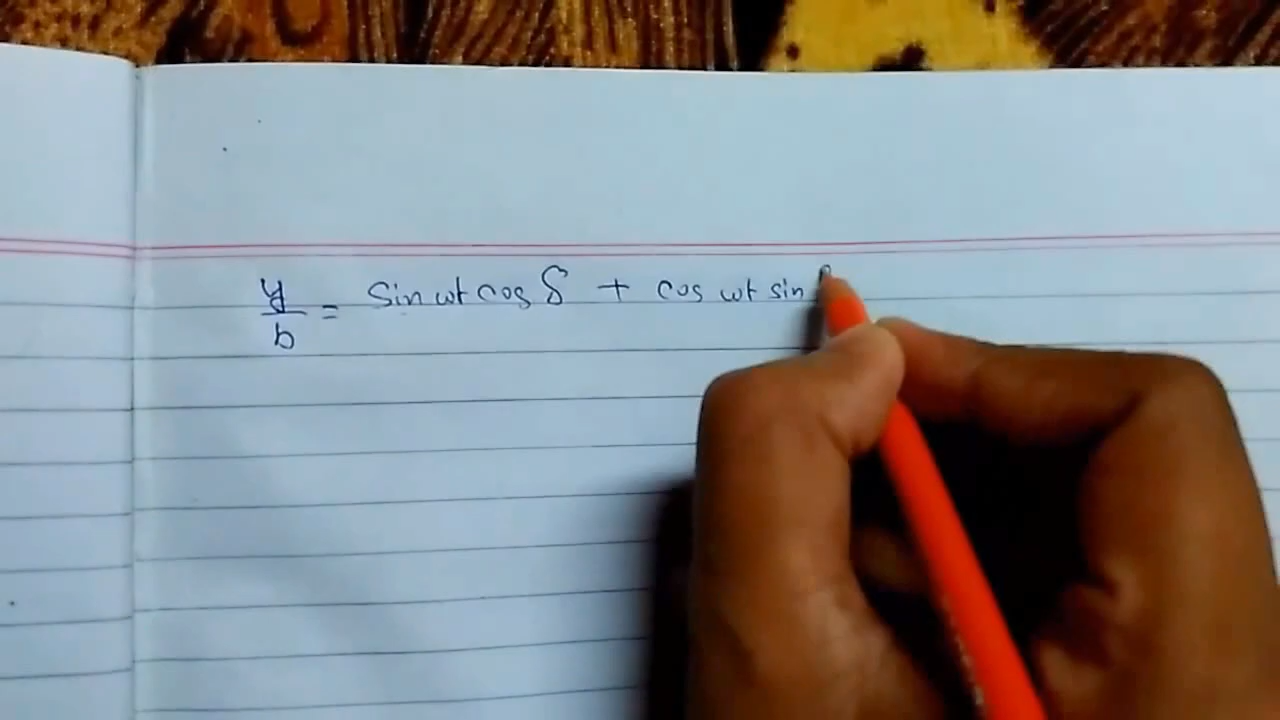 y/b = Sin ωt cos δ + cos ωt sin